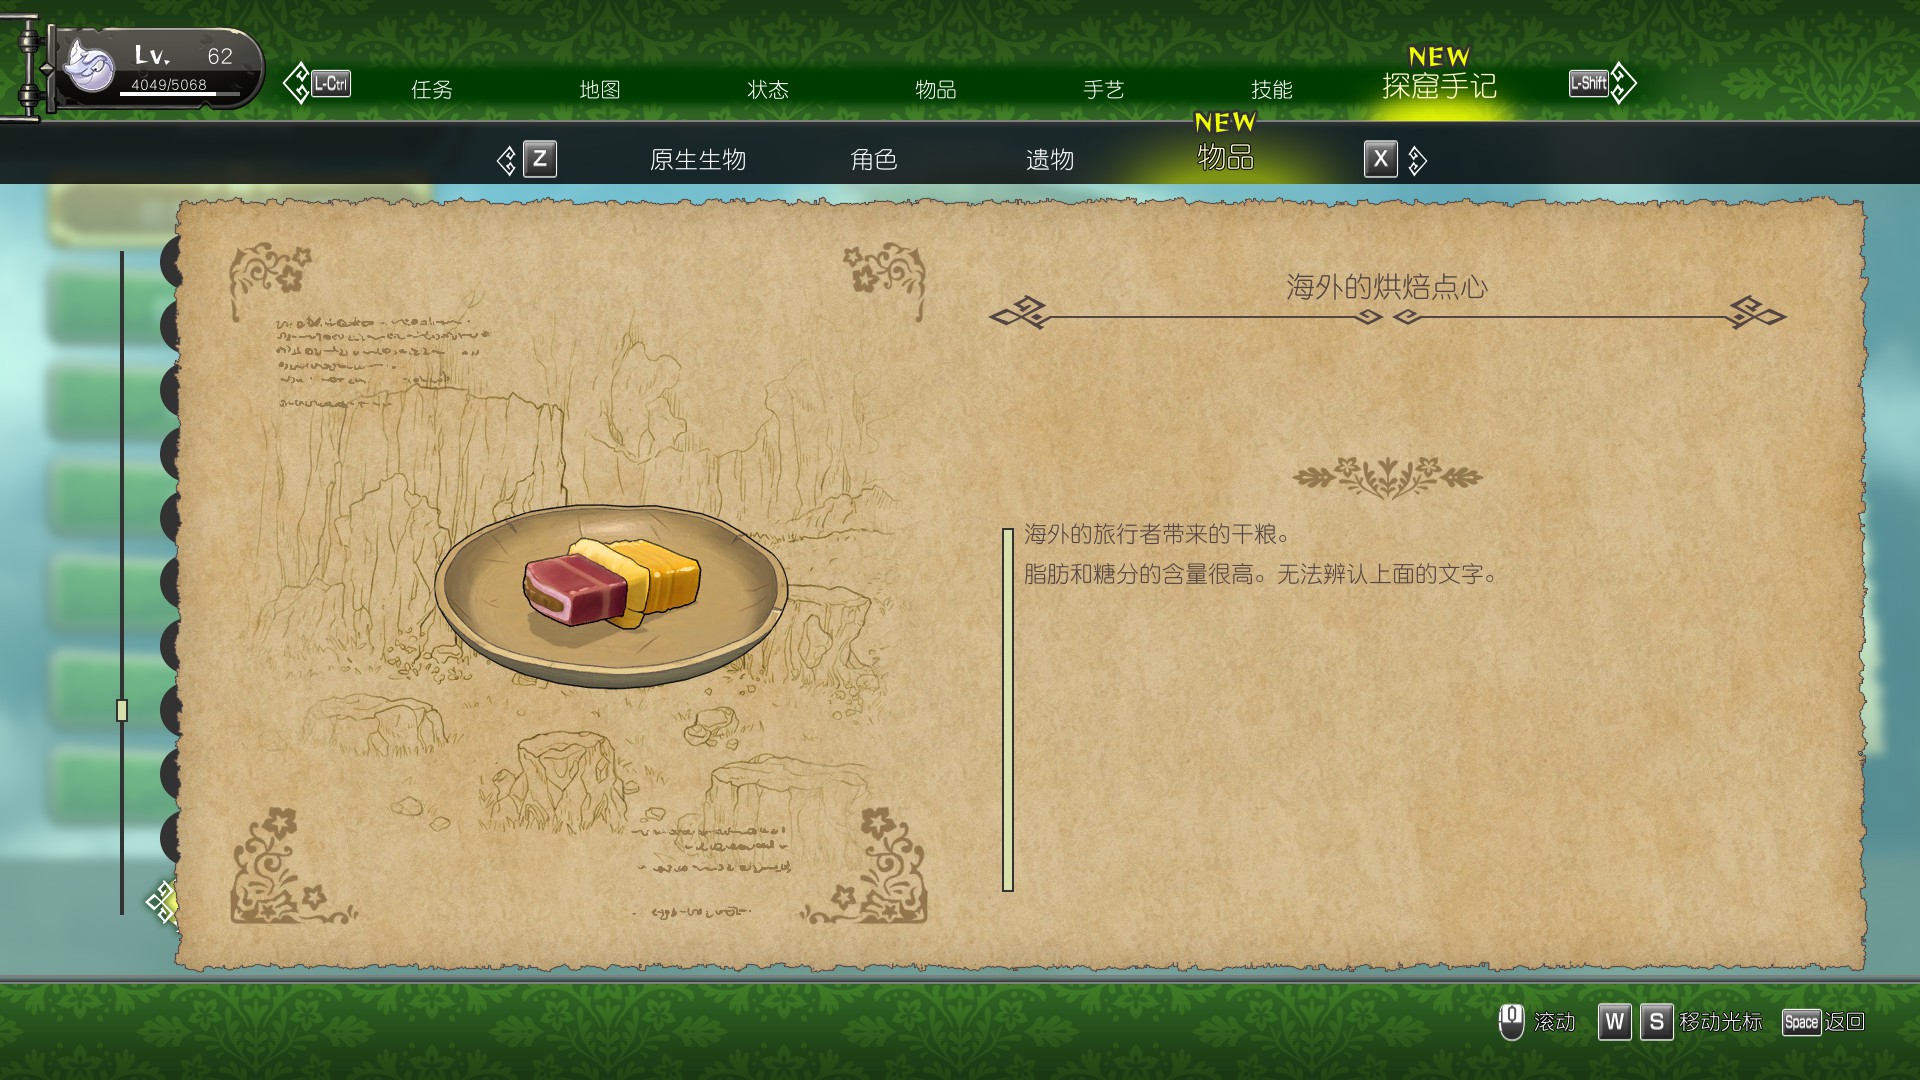 Lv. 62
4049/5068
L-Ctrl 任务 地图 状态 物品 手艺 技能 NEW 探窟手记 L-Shift
Z 原生生物 角色 遗物 NEW 物品 X
海外的烘焙点心
海外的旅行者带来的干粮。
脂肪和糖分的含量很高。无法辨认上面的文字。
滚动 W S 移动光标 Space 返回